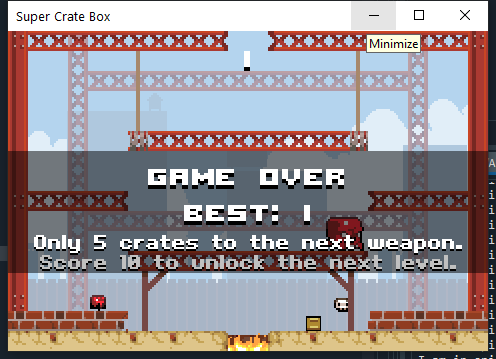 Super Crate Box
Minimize
1
GAME OVER
BEST: 1
Only 5 crates to the next weapon.
Score 10 to unlock the next level.